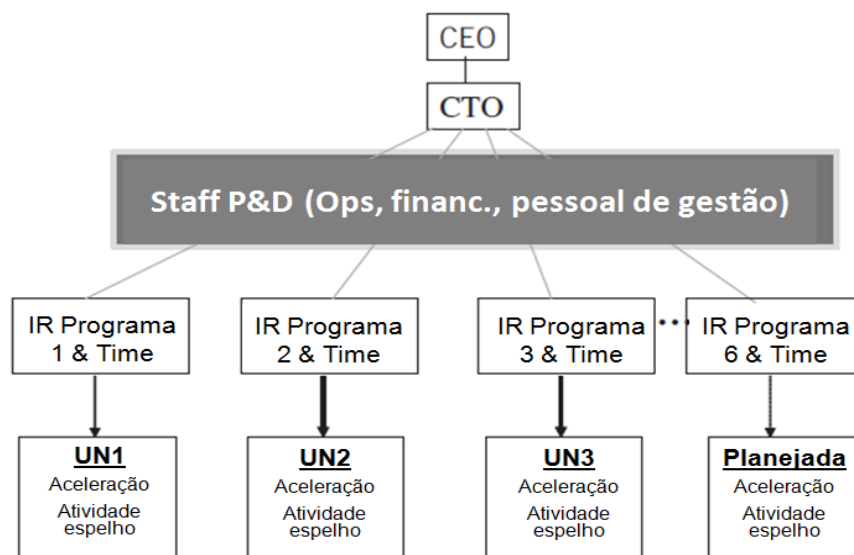 CEO
CTO
Staff P&D (Ops, financ., pessoal de gestão)
IR Programa
1 & Time
IR Programa
2 & Time
IR Programa
3 & Time
...
IR Programa
6 & Time
UN1
Aceleração
Atividade
espelho
UN2
Aceleração
Atividade
espelho
UN3
Aceleração
Atividade
espelho
Planejada
Aceleração
Atividade
espelho